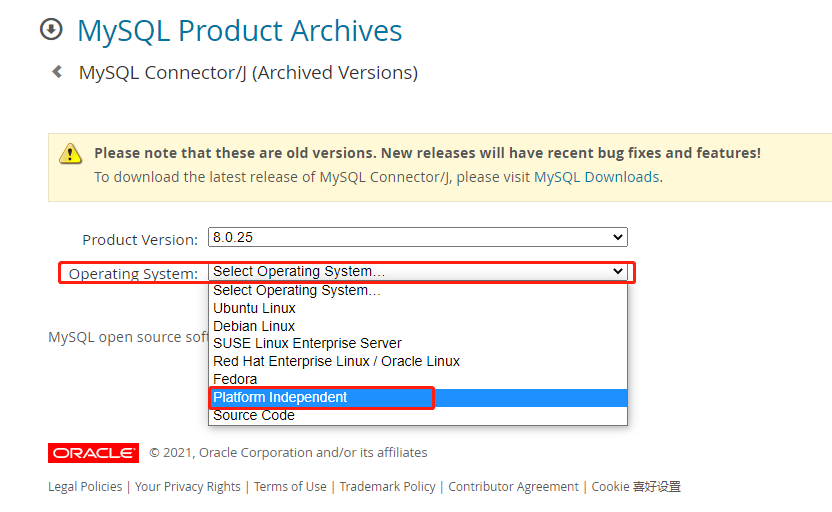 MySQL Product Archives
MySQL Connector/J (Archived Versions)
Please note that these are old versions. New releases will have recent bug fixes and features!
To download the latest release of MySQL Connector/J, please visit MySQL Downloads.
Product Version: 8.0.25
Operating System: Select Operating System…
Select Operating System…
Ubuntu Linux
Debian Linux
SUSE Linux Enterprise Server
MySQL open source soft
Red Hat Enterprise Linux / Oracle Linux
Fedora
Platform Independent
Source Code
ORACLE © 2021, Oracle Corporation and/or its affiliates
Legal Policies | Your Privacy Rights | Terms of Use | Trademark Policy | Contributor Agreement | Cookie 喜好设置